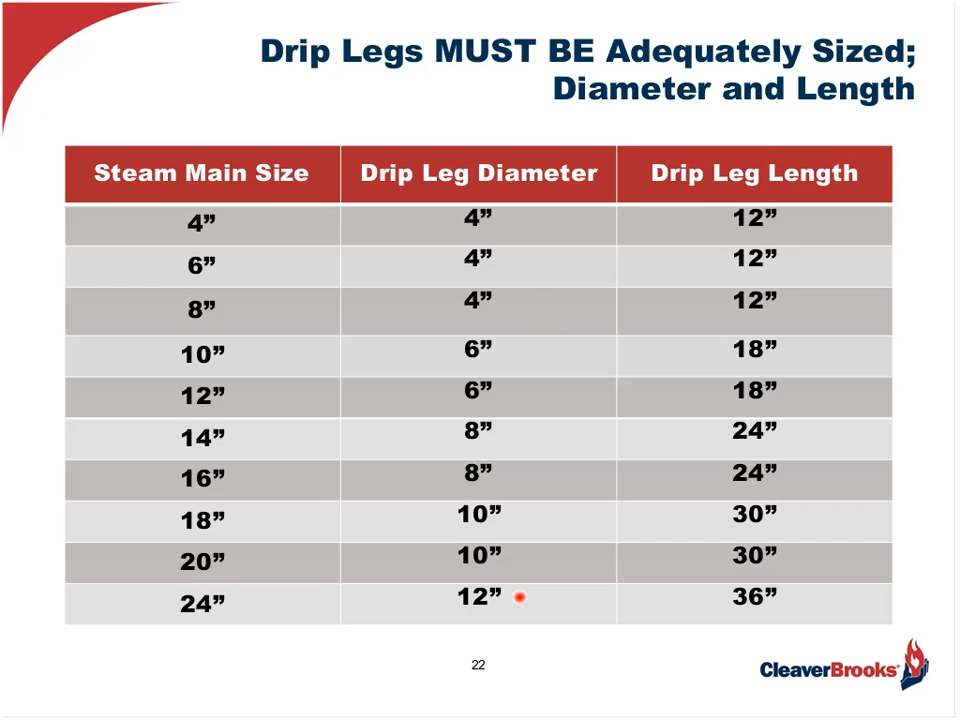 Drip Legs MUST BE Adequately Sized;
Diameter and Length
Steam Main Size Drip Leg Diameter Drip Leg Length
4” 4” 12”
6” 4” 12”
8” 4” 12”
10” 6” 18”
12” 6” 18”
14” 8” 24”
16” 8” 24”
18” 10” 30”
20” 10” 30”
24” 12” 36”
22
CleaverBrooks